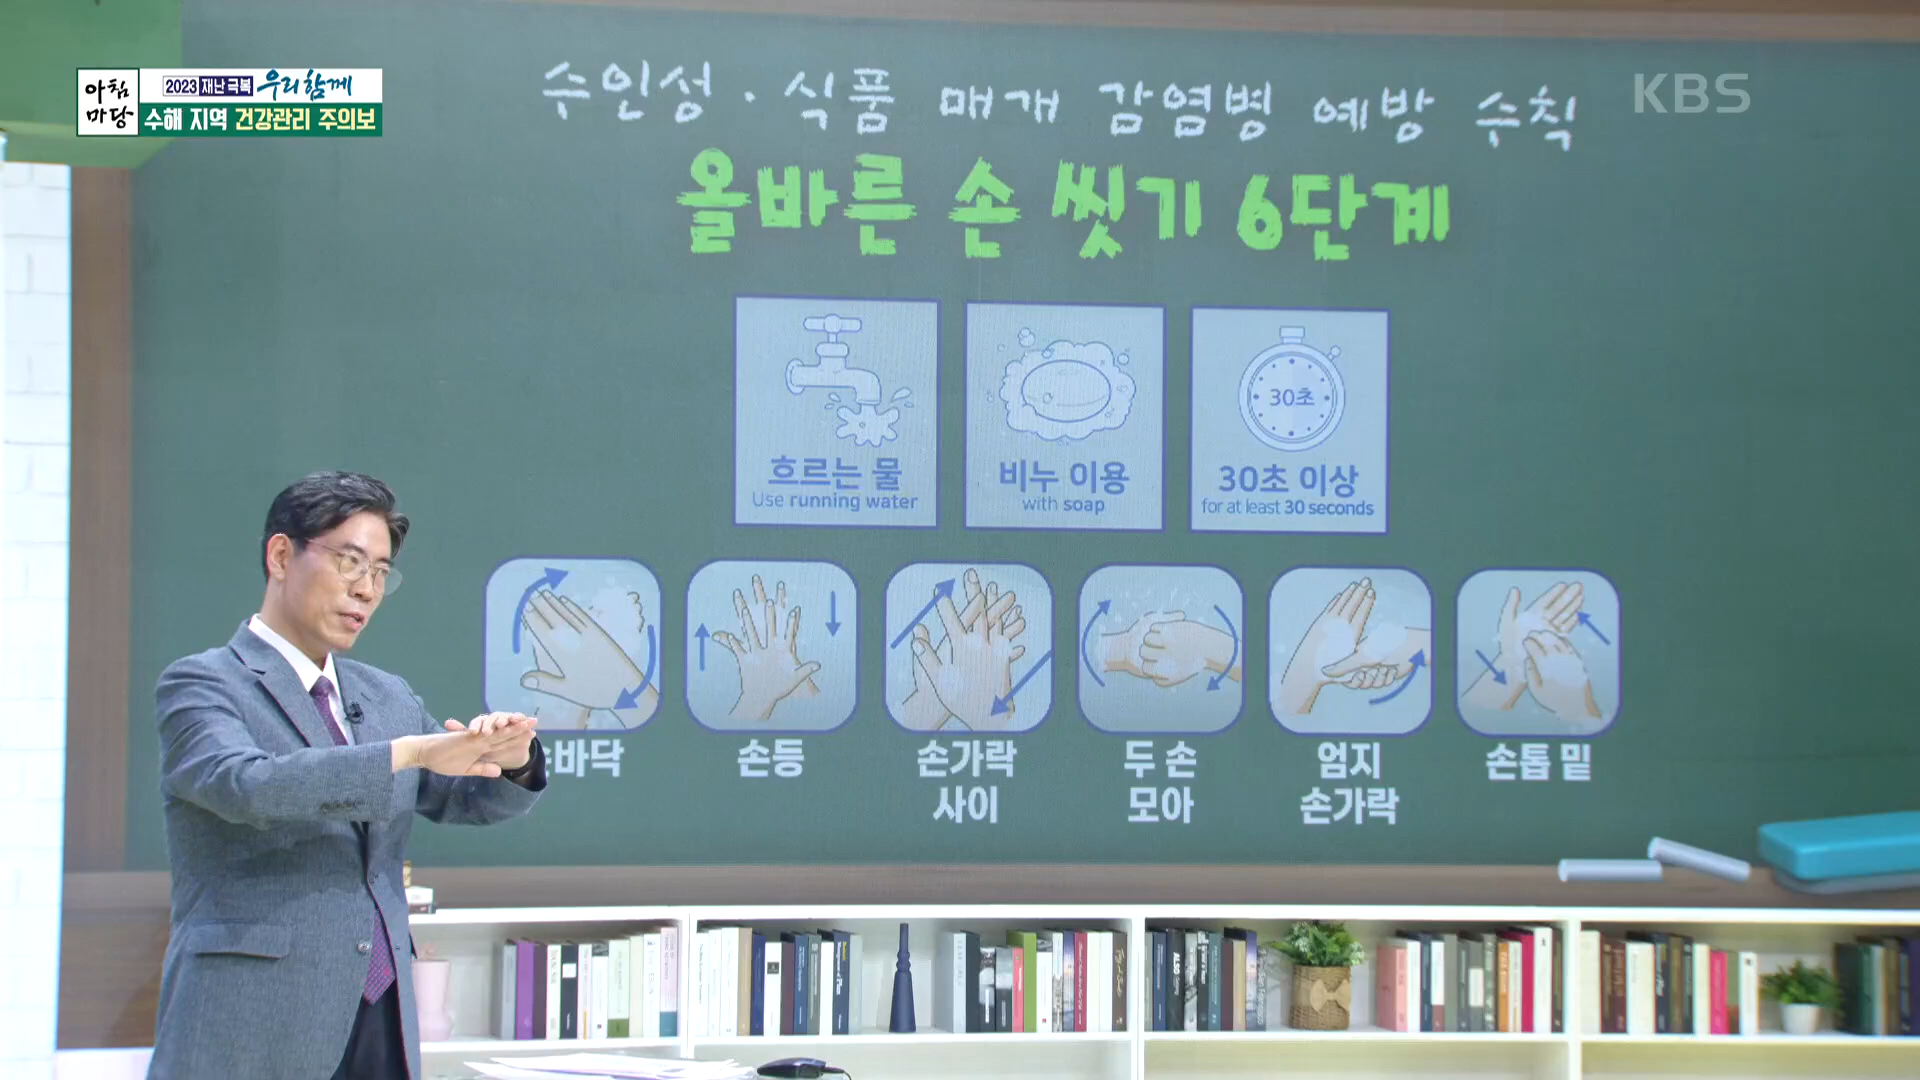 아침
마당
2023 재난 극복 우리 함께
수해 지역 건강관리 주의보
KBS
수인성·식품 매개 감염병 예방 수칙
올바른 손 씻기 6단계
30초
흐르는 물
Use running water
비누 이용
with soap
30초 이상
for at least 30 seconds
바닥
손등
손가락
사이
두 손
모아
엄지
손가락
손톱 밑